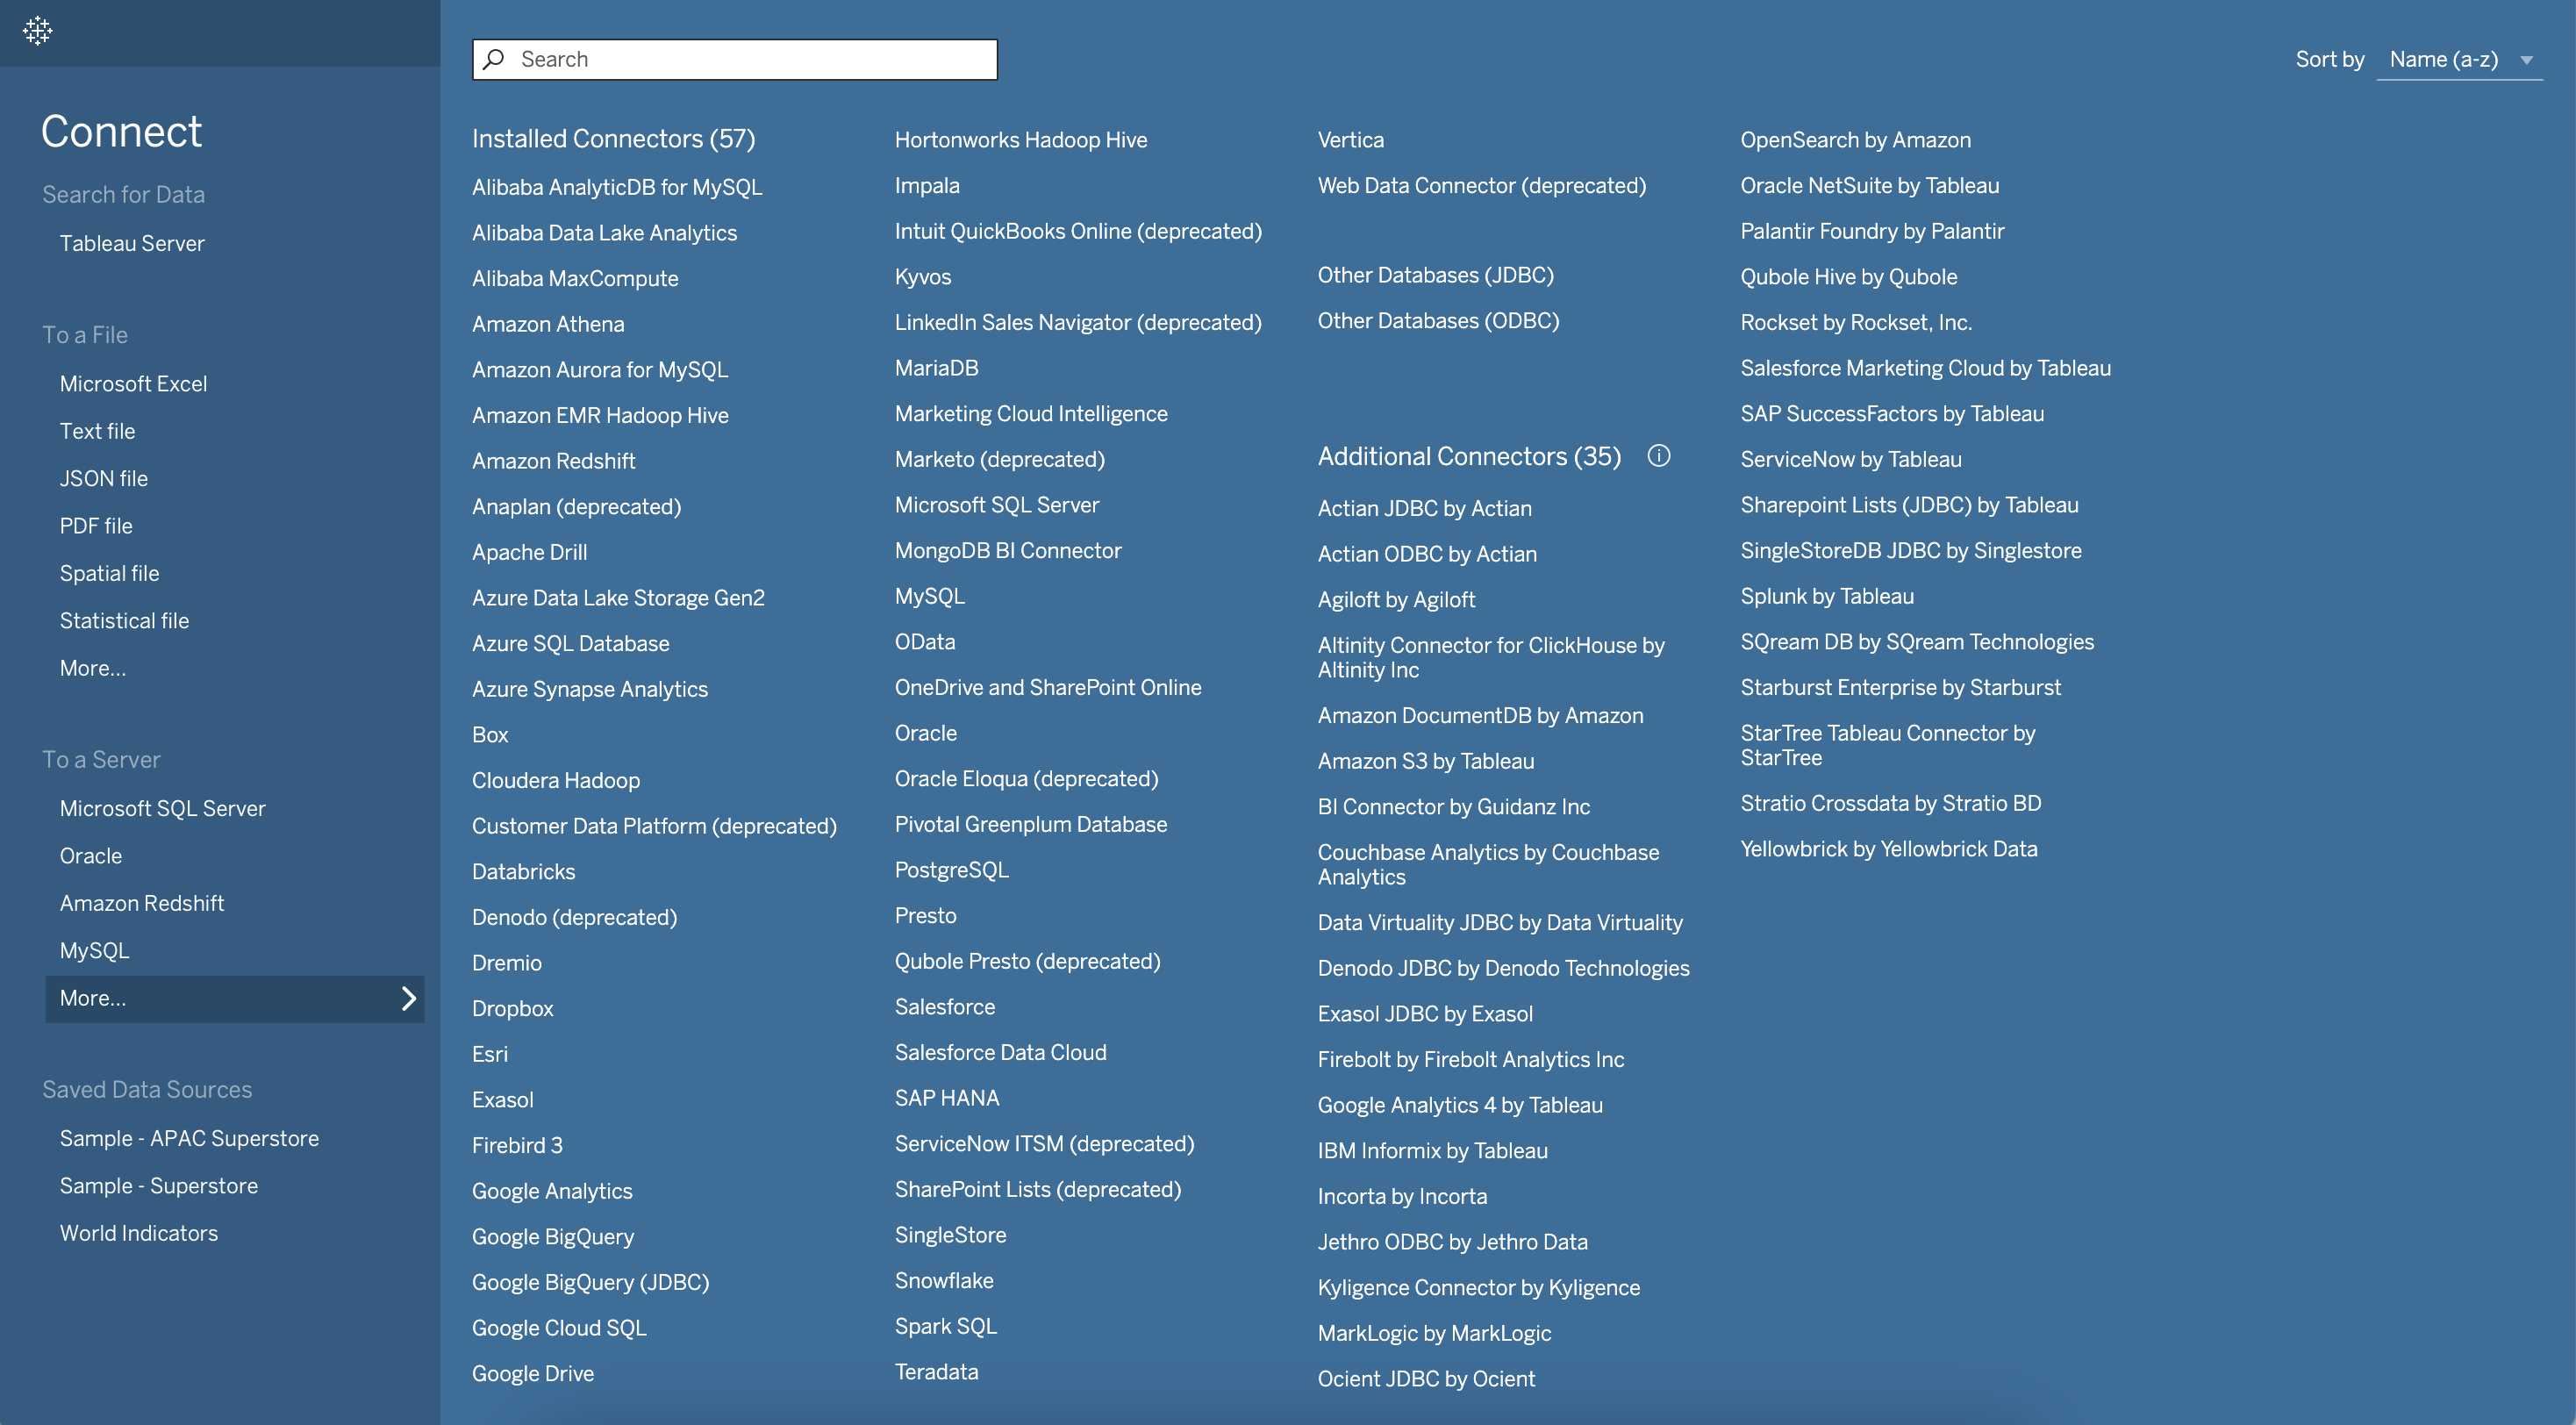 Connect
Search for Data
Tableau Server
To a File
Microsoft Excel
Text file
JSON file
PDF file
Spatial file
Statistical file
More...
To a Server
Microsoft SQL Server
Oracle
Amazon Redshift
MySQL
More...
Saved Data Sources
Sample - APAC Superstore
Sample - Superstore
World Indicators
Search
Sort by Name (a-z)
Installed Connectors (57)
Alibaba AnalyticDB for MySQL
Alibaba Data Lake Analytics
Alibaba MaxCompute
Amazon Athena
Amazon Aurora for MySQL
Amazon EMR Hadoop Hive
Amazon Redshift
Anaplan (deprecated)
Apache Drill
Azure Data Lake Storage Gen2
Azure SQL Database
Azure Synapse Analytics
Box
Cloudera Hadoop
Customer Data Platform (deprecated)
Databricks
Denodo (deprecated)
Dremio
Dropbox
Esri
Exasol
Firebird 3
Google Analytics
Google BigQuery
Google BigQuery (JDBC)
Google Cloud SQL
Google Drive
Hortonworks Hadoop Hive
Impala
Intuit QuickBooks Online (deprecated)
Kyvos
LinkedIn Sales Navigator (deprecated)
MariaDB
Marketing Cloud Intelligence
Marketo (deprecated)
Microsoft SQL Server
MongoDB BI Connector
MySQL
OData
OneDrive and SharePoint Online
Oracle
Oracle Eloqua (deprecated)
Pivotal Greenplum Database
PostgreSQL
Presto
Qubole Presto (deprecated)
Salesforce
Salesforce Data Cloud
SAP HANA
ServiceNow ITSM (deprecated)
SharePoint Lists (deprecated)
SingleStore
Snowflake
Spark SQL
Teradata
Vertica
Web Data Connector (deprecated)
Other Databases (JDBC)
Other Databases (ODBC)
Additional Connectors (35)
Actian JDBC by Actian
Actian ODBC by Actian
Agiloft by Agiloft
Altinity Connector for ClickHouse by
Altinity Inc
Amazon DocumentDB by Amazon
Amazon S3 by Tableau
BI Connector by Guidanz Inc
Couchbase Analytics by Couchbase
Analytics
Data Virtuality JDBC by Data Virtuality
Denodo JDBC by Denodo Technologies
Exasol JDBC by Exasol
Firebolt by Firebolt Analytics Inc
Google Analytics 4 by Tableau
IBM Informix by Tableau
Incorta by Incorta
Jethro ODBC by Jethro Data
Kyligence Connector by Kyligence
MarkLogic by MarkLogic
Ocient JDBC by Ocient
OpenSearch by Amazon
Oracle NetSuite by Tableau
Palantir Foundry by Palantir
Qubole Hive by Qubole
Rockset by Rockset, Inc.
Salesforce Marketing Cloud by Tableau
SAP SuccessFactors by Tableau
ServiceNow by Tableau
Sharepoint Lists (JDBC) by Tableau
SingleStoreDB JDBC by Singlestore
Splunk by Tableau
SQream DB by SQream Technologies
Starburst Enterprise by Starburst
StarTree Tableau Connector by
StarTree
Stratio Crossdata by Stratio BD
Yellowbrick by Yellowbrick Data